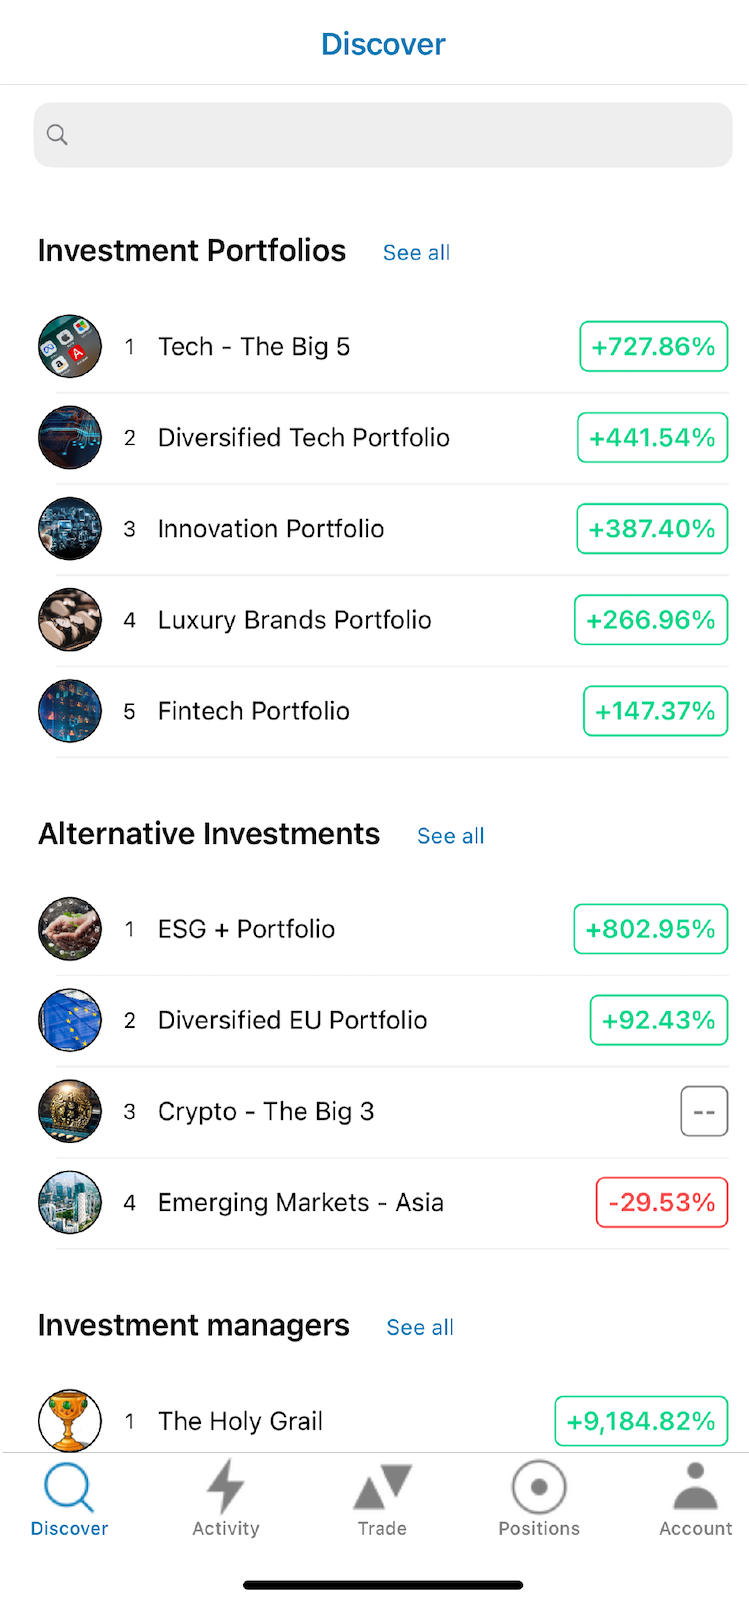 Discover
Investment Portfolios See all
1 Tech - The Big 5 +727.86%
2 Diversified Tech Portfolio +441.54%
3 Innovation Portfolio +387.40%
4 Luxury Brands Portfolio +266.96%
5 Fintech Portfolio +147.37%
Alternative Investments See all
1 ESG + Portfolio +802.95%
2 Diversified EU Portfolio +92.43%
3 Crypto - The Big 3 --
4 Emerging Markets - Asia -29.53%
Investment managers See all
1 The Holy Grail +9,184.82%
Discover Activity Trade Positions Account